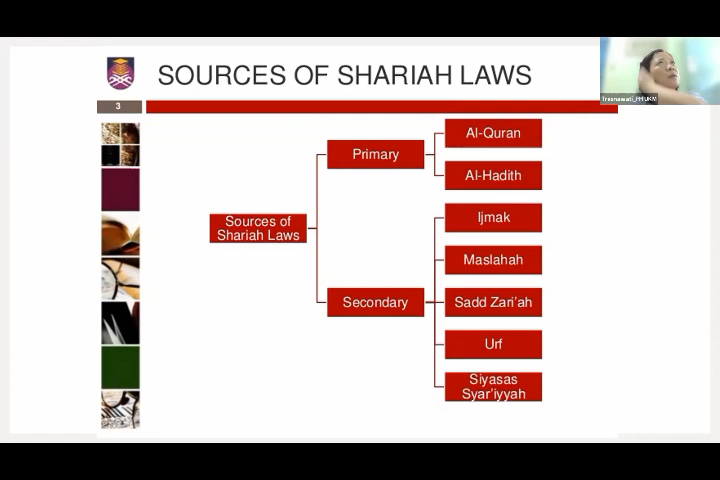 SOURCES OF SHARIAH LAWS
3
Sources of
Shariah Laws
Primary
Al-Quran
Al-Hadith
Secondary
Ijmak
Maslahah
Sadd Zari'ah
Urf
Siyasas
Syar'iyyah